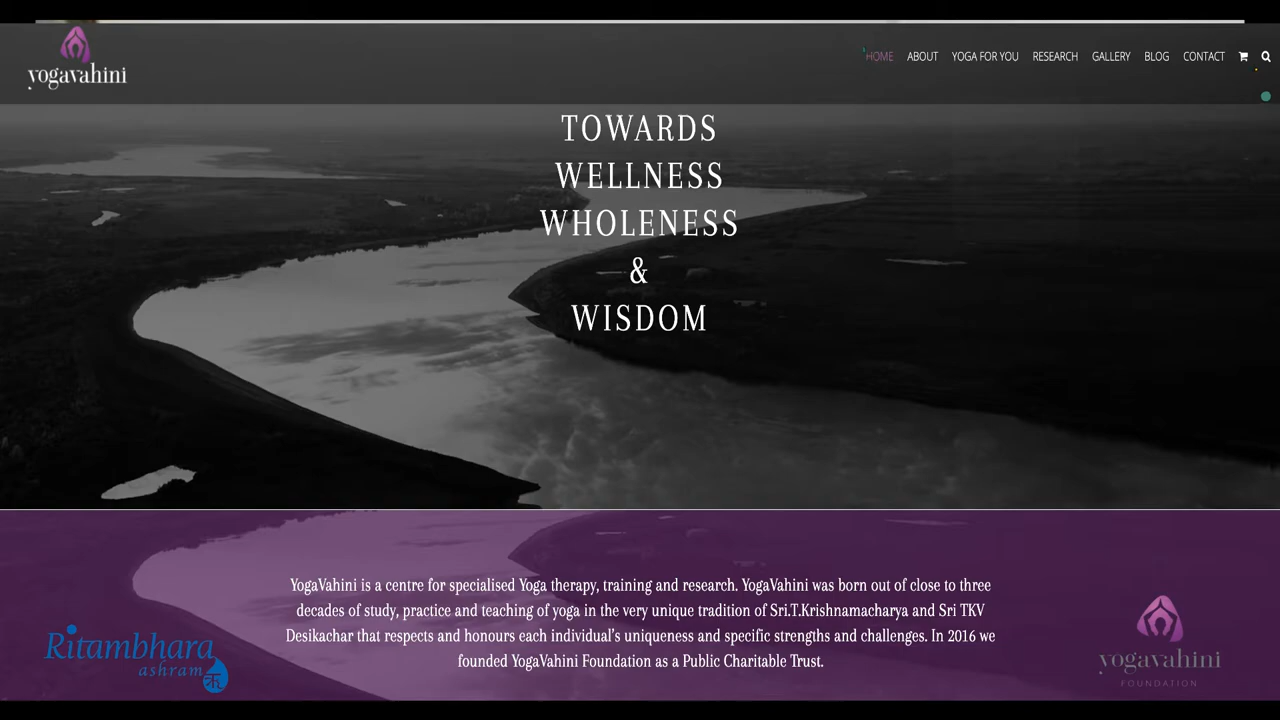 yogavahini
HOME ABOUT YOGA FOR YOU RESEARCH GALLERY BLOG CONTACT
TOWARDS
WELLNESS
WHOLENESS
&
WISDOM
YogaVahini is a centre for specialised Yoga therapy, training and research. YogaVahini was born out of close to three
decades of study, practice and teaching of yoga in the very unique tradition of Sri.T.Krishnamacharya and Sri TKV
Desikachar that respects and honours each individual's uniqueness and specific strengths and challenges. In 2016 we
founded YogaVahini Foundation as a Public Charitable Trust.
Ritambhara
ashram
yogavahini
FOUNDATION